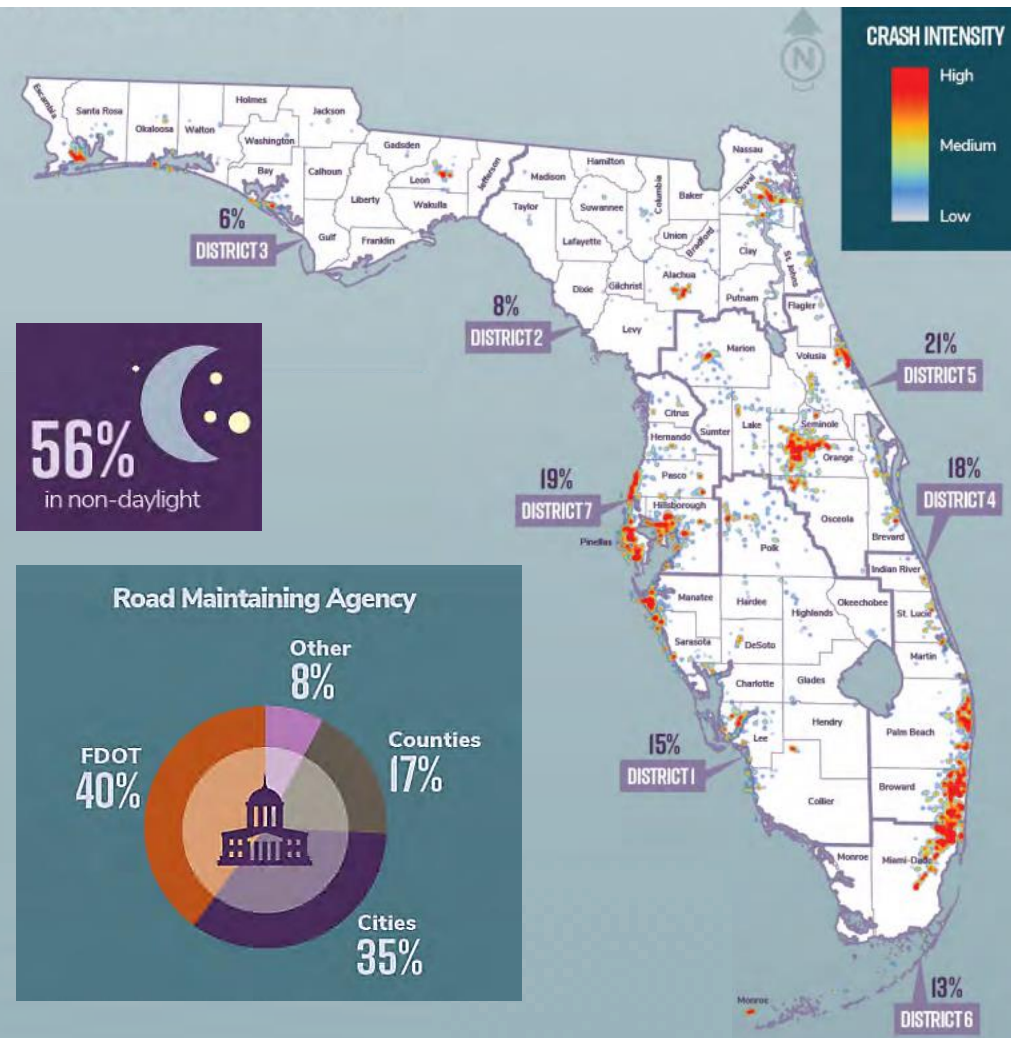 CRASH INTENSITY
High
Medium
Low
N
Escambia
Santa Rosa
Okaloosa
Walton
Holmes
Washington
Jackson
Bay
Calhoun
Gulf
Liberty
Franklin
Gadsden
Leon
Wakulla
Jefferson
6%
DISTRICT 3
Madison
Taylor
Hamilton
Suwannee
Lafayette
Columbia
Baker
Nassau
Duval
Union
Bradford
Clay
St. Johns
Dixie
Gilchrist
Alachua
Putnam
Levy
8%
DISTRICT 2
Flagler
Marion
Volusia
21%
DISTRICT 5
Citrus
Sumter
Lake
Seminole
Hernando
Orange
Pasco
Osceola
Brevard
19%
DISTRICT 7
Hillsborough
Pinellas
Polk
18%
DISTRICT 4
Indian River
Manatee
Hardee
Highlands
Okeechobee
St. Lucie
Sarasota
DeSoto
Martin
Charlotte
Glades
Lee
Hendry
Palm Beach
15%
DISTRICT 1
Collier
Broward
Monroe
Miami-Dade
Monroe
13%
DISTRICT 6
56%
in non-daylight
Road Maintaining Agency
Other
8%
Counties
17%
FDOT
40%
Cities
35%